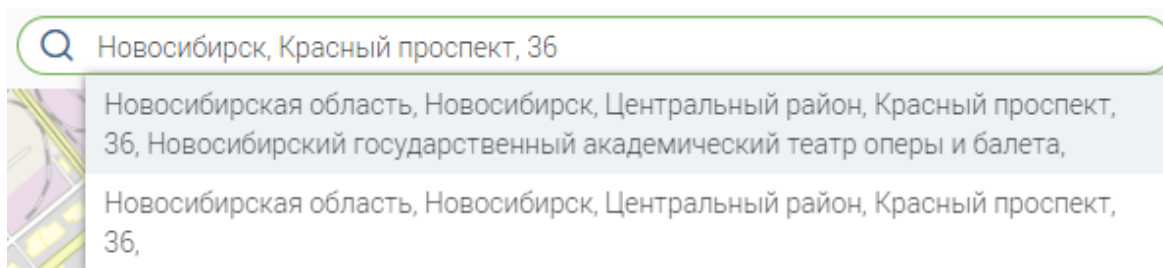 Новосибирск, Красный проспект, 36
Новосибирская область, Новосибирск, Центральный район, Красный проспект,
36, Новосибирский государственный академический театр оперы и балета,
Новосибирская область, Новосибирск, Центральный район, Красный проспект,
36,